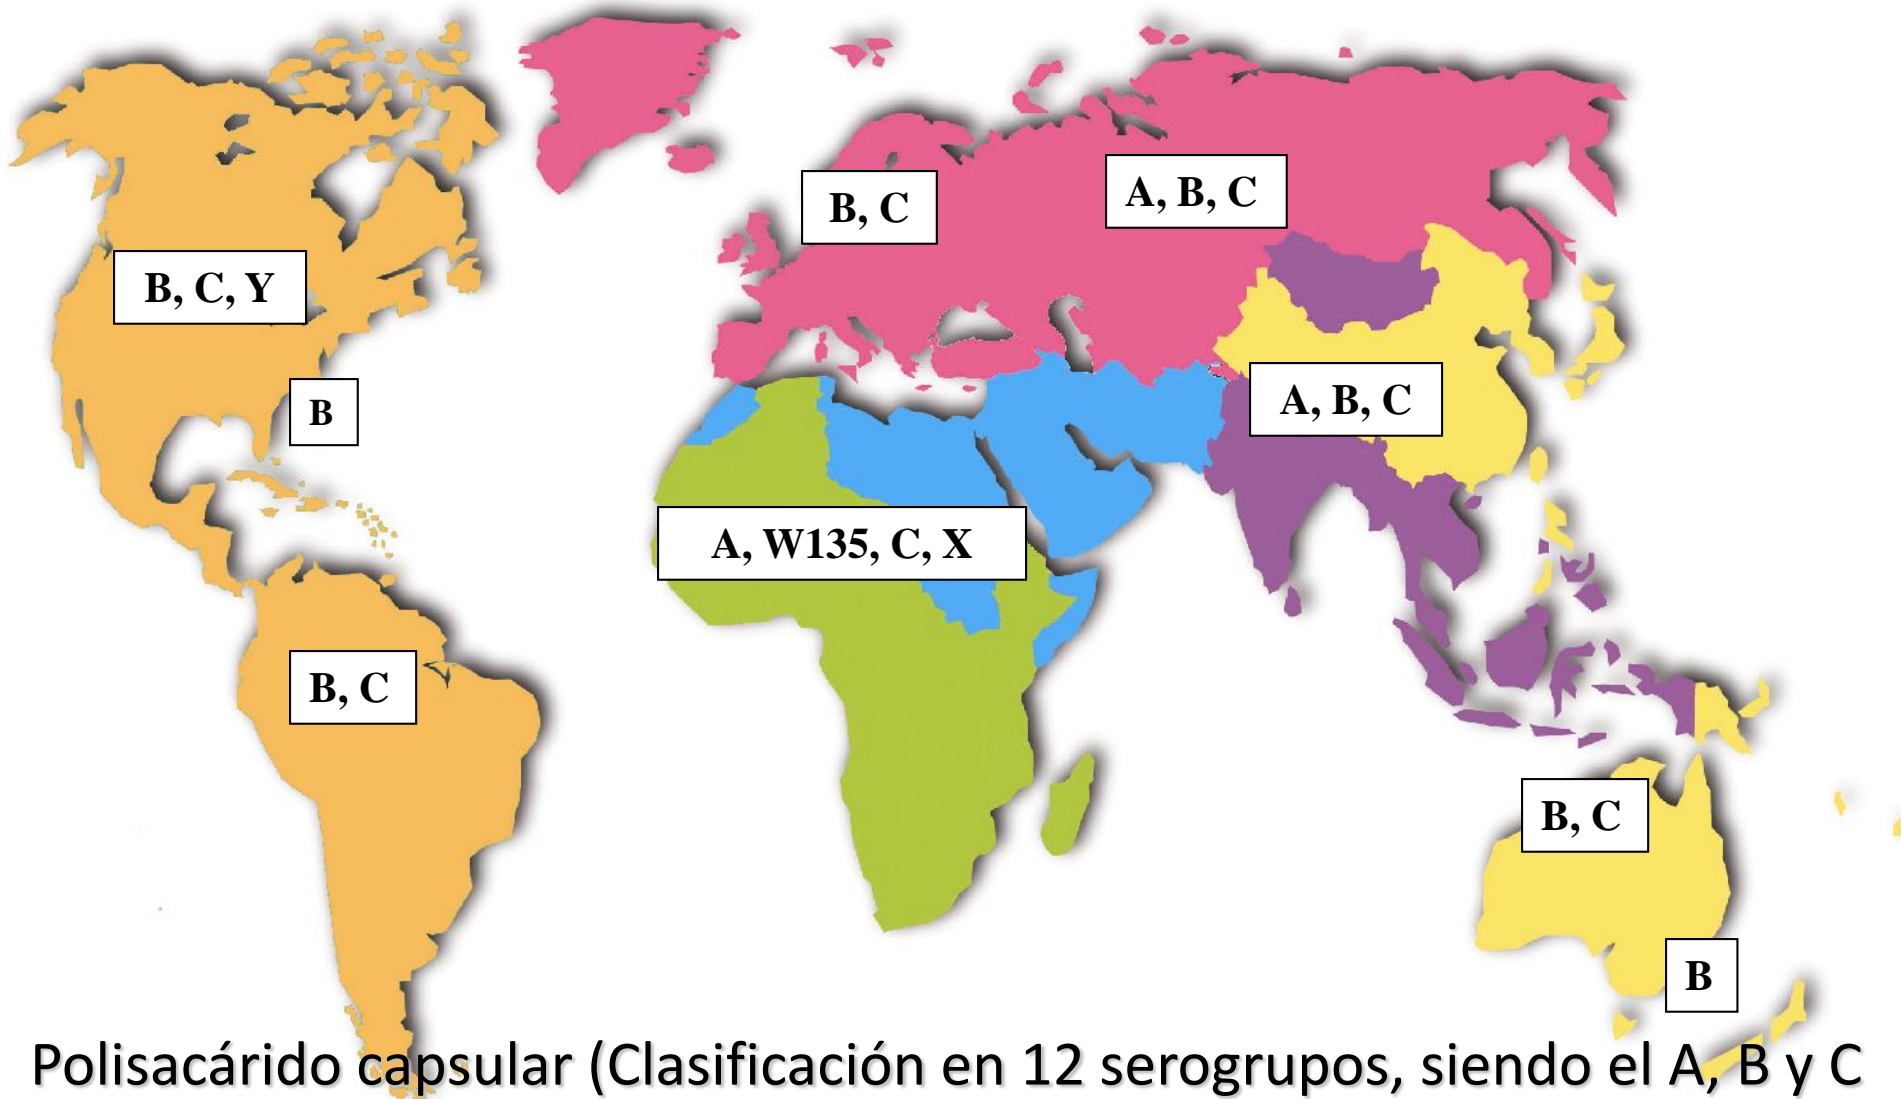 A, B, C
B, C
B, C, Y
A, B, C
B
A, W135, C, X
B, C
B, C
B
Polisacárido capsular (Clasificación en 12 serogrupos, siendo el A, B y C